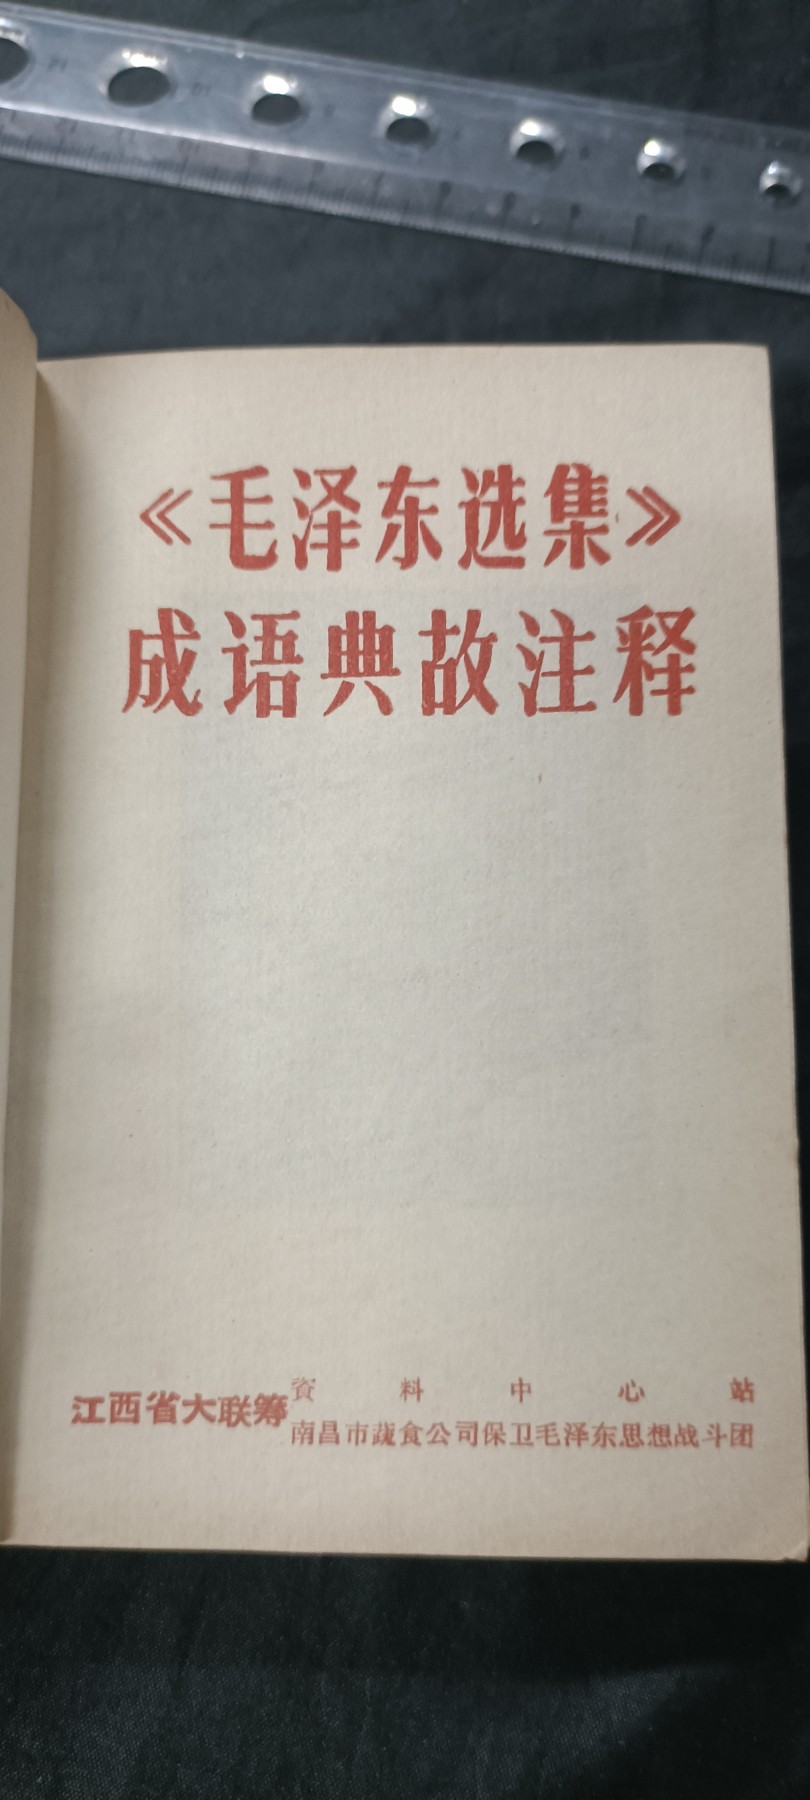 《毛泽东选集》
成语典故注释
江西省大联筹
資料中心站
南昌市蔬食公司保卫毛泽东思想战斗团